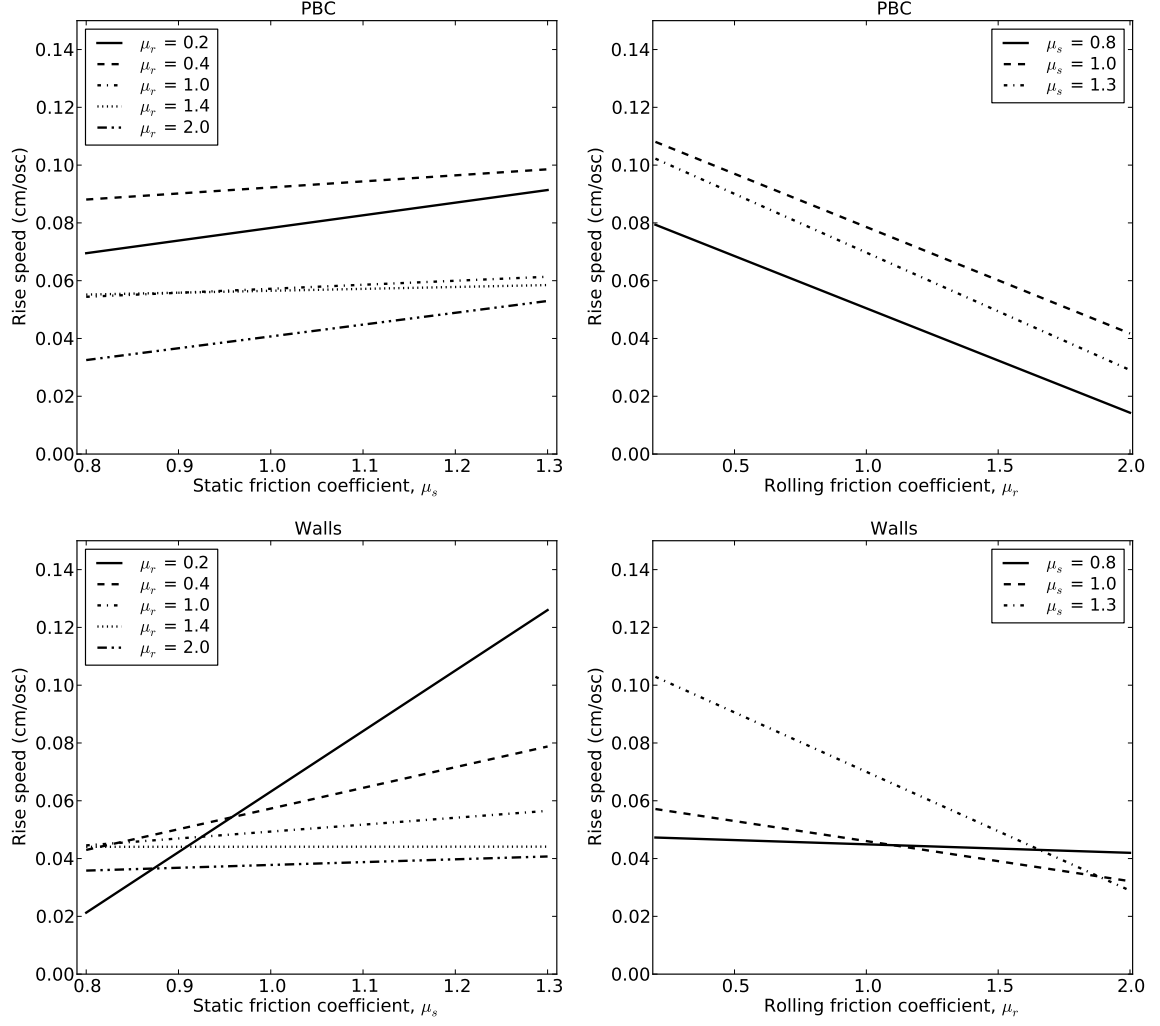 PBC
0.14
0.12
0.10
0.08
0.06
0.04
0.02
0.00
Rise speed (cm/osc)
μr = 0.2
μr = 0.4
μr = 1.0
μr = 1.4
μr = 2.0
0.8 0.9 1.0 1.1 1.2 1.3
Static friction coefficient, μs
PBC
0.14
0.12
0.10
0.08
0.06
0.04
0.02
0.00
Rise speed (cm/osc)
μs = 0.8
μs = 1.0
μs = 1.3
0.5 1.0 1.5 2.0
Rolling friction coefficient, μr
Walls
0.14
0.12
0.10
0.08
0.06
0.04
0.02
0.00
Rise speed (cm/osc)
μr = 0.2
μr = 0.4
μr = 1.0
μr = 1.4
μr = 2.0
0.8 0.9 1.0 1.1 1.2 1.3
Static friction coefficient, μs
Walls
0.14
0.12
0.10
0.08
0.06
0.04
0.02
0.00
Rise speed (cm/osc)
μs = 0.8
μs = 1.0
μs = 1.3
0.5 1.0 1.5 2.0
Rolling friction coefficient, μr